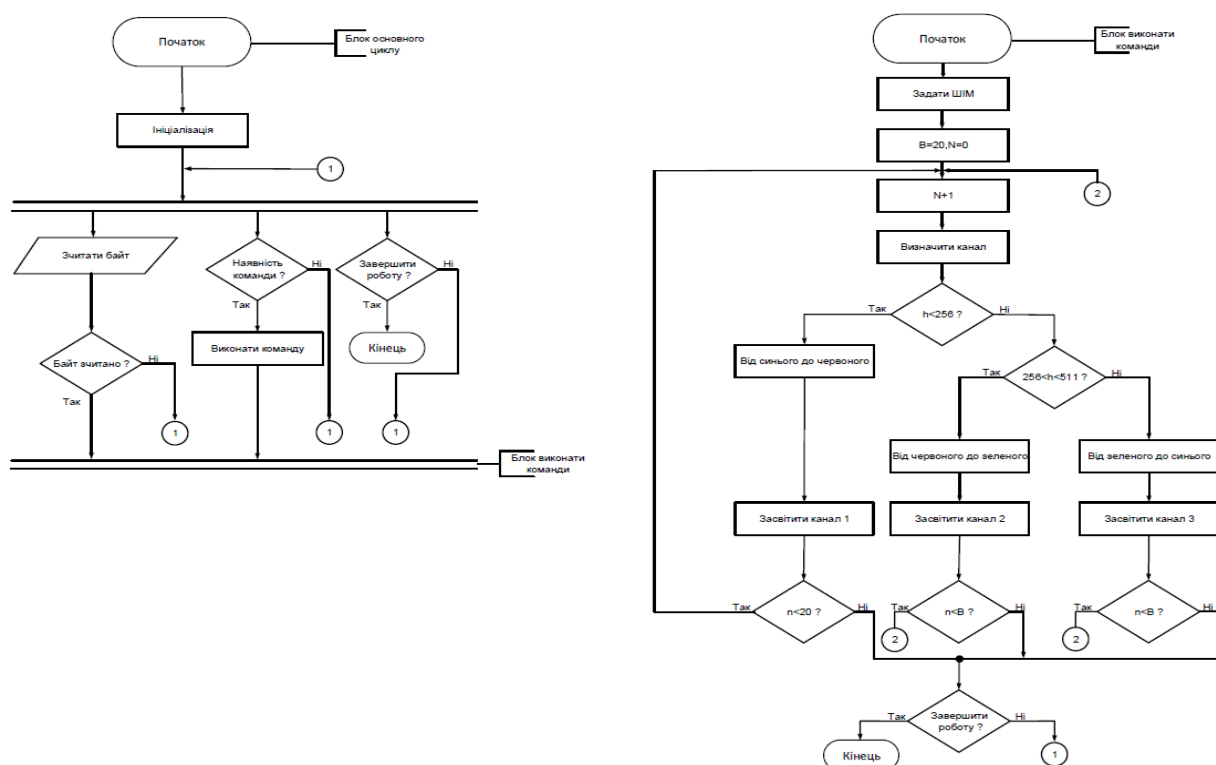 Початок
Блок основного
циклу
Ініціалізація
1
Зчитати байт
Наявність
команди ?
Ні
Так
Завершити
роботу ?
Ні
Так
Виконати команду
Кінець
Байт зчитано ?
Ні
Так
1
1
1
Блок виконати
команди
Початок
Блок виконати
команди
Задати ШІМ
B=20,N=0
2
N+1
Визначити канал
Так
h<256 ?
Ні
Від синього до червоного
Так
256<h<511 ?
Ні
Від червоного до зеленого
Від зеленого до синього
Засвітити канал 1
Засвітити канал 2
Засвітити канал 3
Так
n<20 ?
Ні
Так
n<B ?
Ні
Так
n<B ?
Ні
2
2
Так
Завершити
роботу ?
Ні
Кінець
1